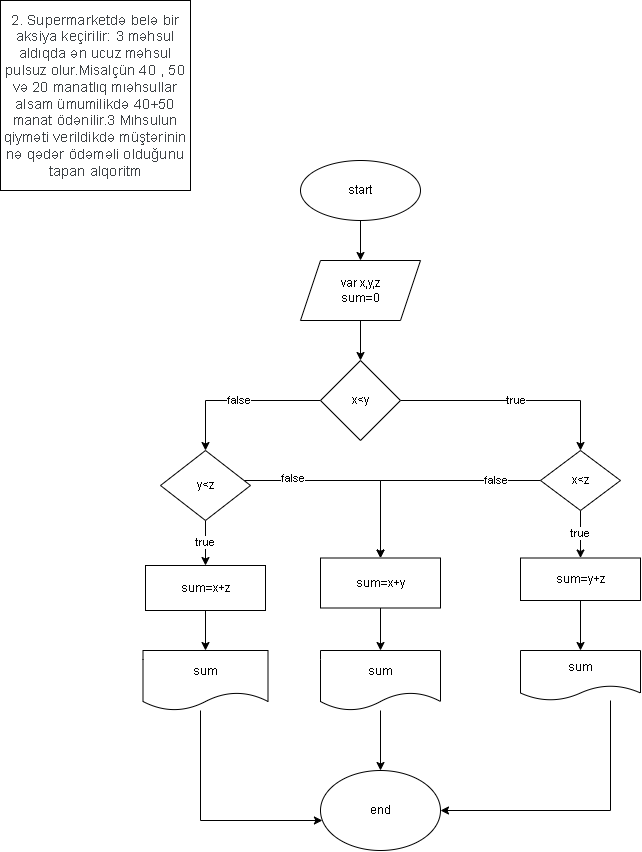 2. Supermarketdə belə bir
aksiya keçirilir: 3 məhsul
aldıqda ən ucuz məhsul
pulsuz olur.Misalçün 40 , 50
və 20 manatlıq mıəhsullar
alsam ümumilikdə 40+50
manat ödənilir.3 Mıhsulun
qiyməti verildikdə müştərinin
nə qədər ödəməli olduğunu
tapan alqoritm
start
var x,y,z
sum=0
x<y
false
true
y<z
false
false
x<z
true
true
sum=x+z
sum=x+y
sum=y+z
sum
sum
sum
end